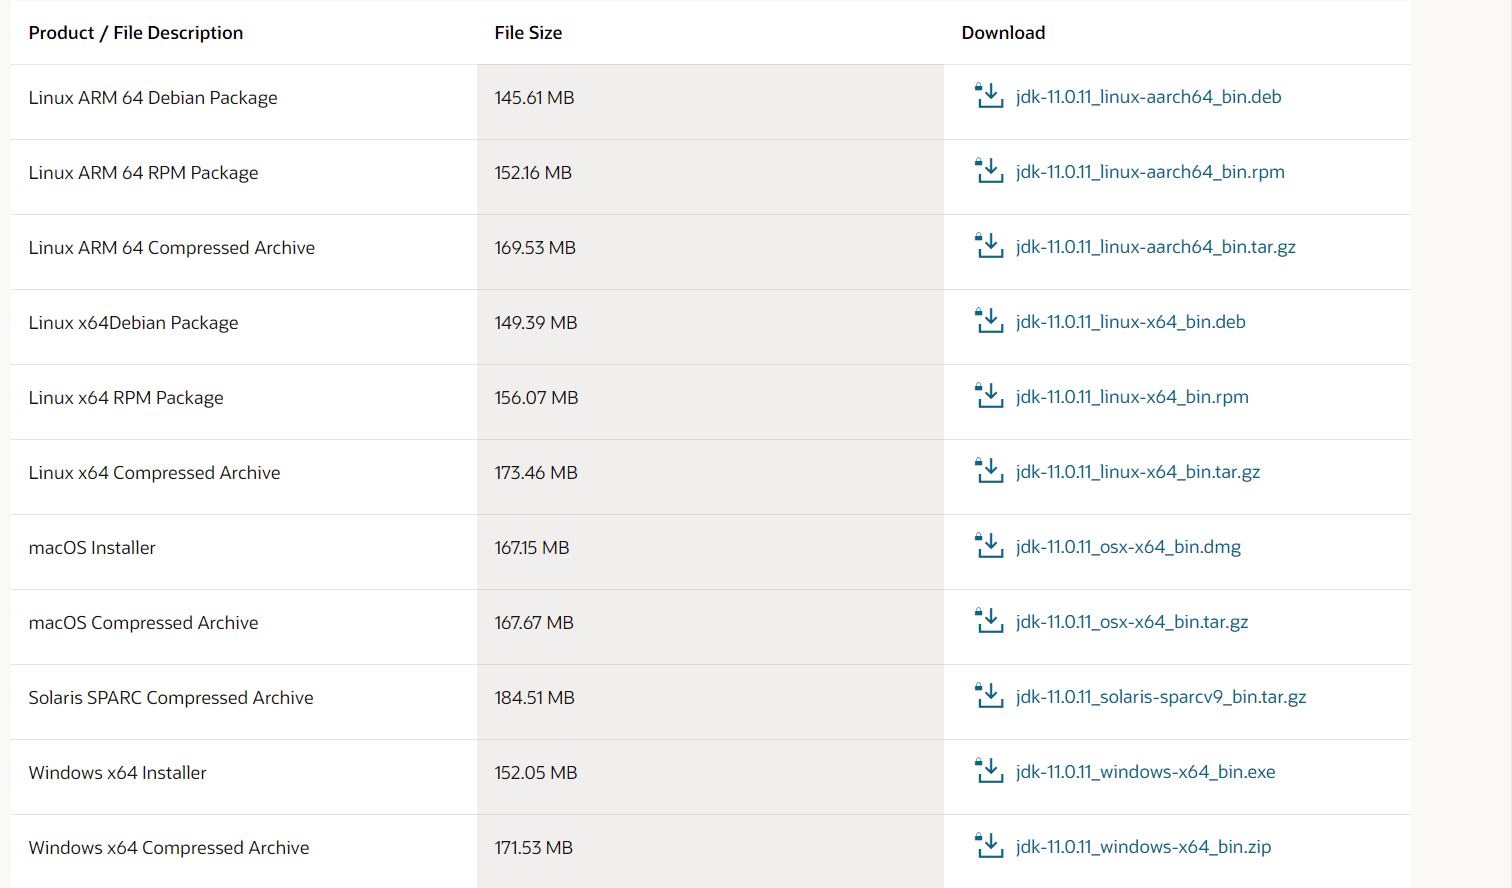 Product / File Description File Size Download
Linux ARM 64 Debian Package 145.61 MB jdk-11.0.11_linux-aarch64_bin.deb
Linux ARM 64 RPM Package 152.16 MB jdk-11.0.11_linux-aarch64_bin.rpm
Linux ARM 64 Compressed Archive 169.53 MB jdk-11.0.11_linux-aarch64_bin.tar.gz
Linux x64Debian Package 149.39 MB jdk-11.0.11_linux-x64_bin.deb
Linux x64 RPM Package 156.07 MB jdk-11.0.11_linux-x64_bin.rpm
Linux x64 Compressed Archive 173.46 MB jdk-11.0.11_linux-x64_bin.tar.gz
macOS Installer 167.15 MB jdk-11.0.11_osx-x64_bin.dmg
macOS Compressed Archive 167.67 MB jdk-11.0.11_osx-x64_bin.tar.gz
Solaris SPARC Compressed Archive 184.51 MB jdk-11.0.11_solaris-sparcv9_bin.tar.gz
Windows x64 Installer 152.05 MB jdk-11.0.11_windows-x64_bin.exe
Windows x64 Compressed Archive 171.53 MB jdk-11.0.11_windows-x64_bin.zip